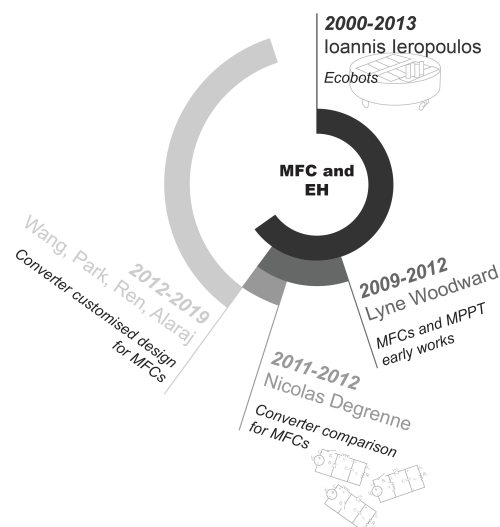 2000-2013
Ioannis Ieropoulos
Ecobots
MFC and
EH
2009-2012
Lyne Woodward
MFCs and MPPT
early works
2011-2012
Nicolas Degrenne
Converter comparison
for MFCs
2012-2019
Wang, Park, Ren, Alaraj
Converter customised design
for MFCs